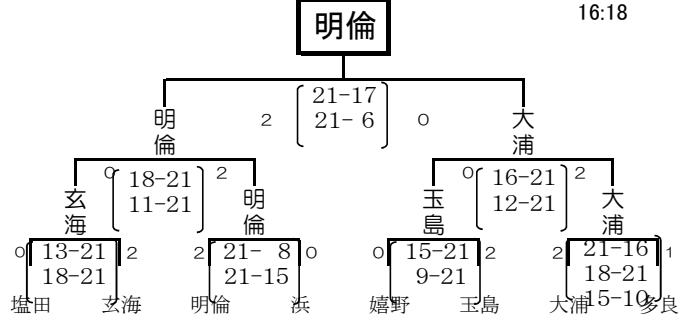 16:18
明倫
21-17
2 21- 6 0
明倫 大浦
0 18-21 2 0 16-21 2
11-21 12-21
玄海 明倫 玉島 大浦
0 13-21 2 2 21- 8 0 0 15-21 2 2 21-16 1
18-21 21-15 9-21 18-21
15-10
塩田 玄海 明倫 浜 嬉野 玉島 大浦 多良